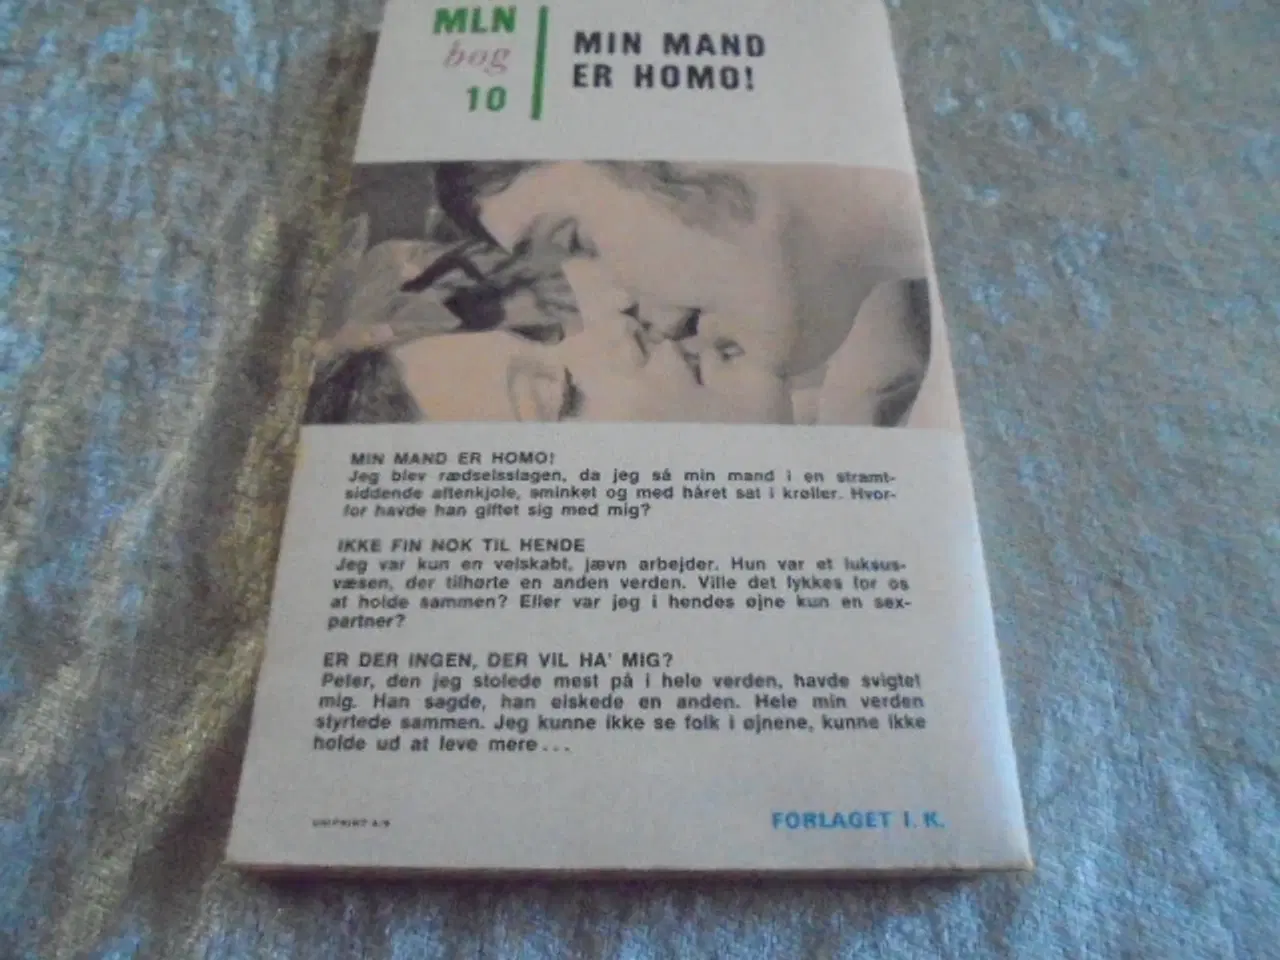 MLN
bog
10
MIN MAND
ER HOMO!
MIN MAND ER HOMO!
Jeg blev rædselsslagen, da jeg så min mand i en stramt-
siddende aftenkjole, sminket og med håret sat i krøller. Hvor-
for havde han giftet sig med mig?
IKKE FIN NOK TIL HENDE
Jeg var kun en velskabt, jævn arbejder. Hun var et luksus-
væsen, der tilhørte en anden verden. Ville det lykkes for os
at holde sammen? Eller var jeg i hendes øjne kun en sex-
partner?
ER DER INGEN, DER VIL HA' MIG?
Peter, den jeg stolede mest på i hele verden, havde svigtet
mig. Han sagde, han elskede en anden. Hele min verden
styrtede sammen. Jeg kunne ikke se folk i øjnene, kunne ikke
holde ud at leve mere...
UNIPRINT A/S
FORLAGET I. K.